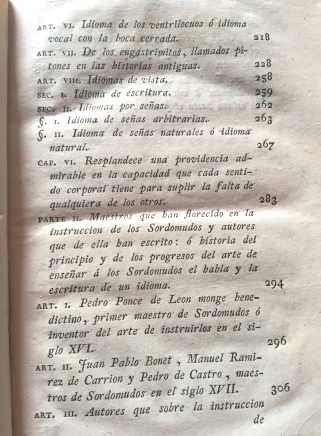 ART. VI. Idioma de los ventrilocuos ó idioma
vocal con la boca cerrada. 218
ART. VII. De los engastrimites, llamados pi-
tones en las historias antiguas. 228
ART. VIII. Idiomas de vista. 258
SEC. I. Idioma de escritura. 259
SEC. II. Idiomas por señas. 262
§. I. Idioma de señas arbitrarias. 263
§. II. Idioma de señas naturales ó idioma
natural. 267
CAP. VI. Resplandece una providencia ad-
mirable en la capacidad que cada senti-
do corporal tiene para suplir la falta de
qualquiera de los otros. 283
PARTE II. Maestros que han florecido en la
instruccion de los Sordomudos y autores
que de ella han escrito: ó historia del
principio y de los progresos del arte de
enseñar á los Sordomudos el habla y la
escritura de un idioma. 294
ART. I. Pedro Ponce de Leon monge bene-
dictino, primer maestro de Sordomudos ó
inventor del arte de instruirlos en el si-
glo XVI. 296
ART. II. Juan Pablo Bonet, Manuel Rami-
rez de Carrion y Pedro de Castro, maes-
tros de Sordomudos en el siglo XVII. 306
ART. III. Autores que sobre la instruccion
de